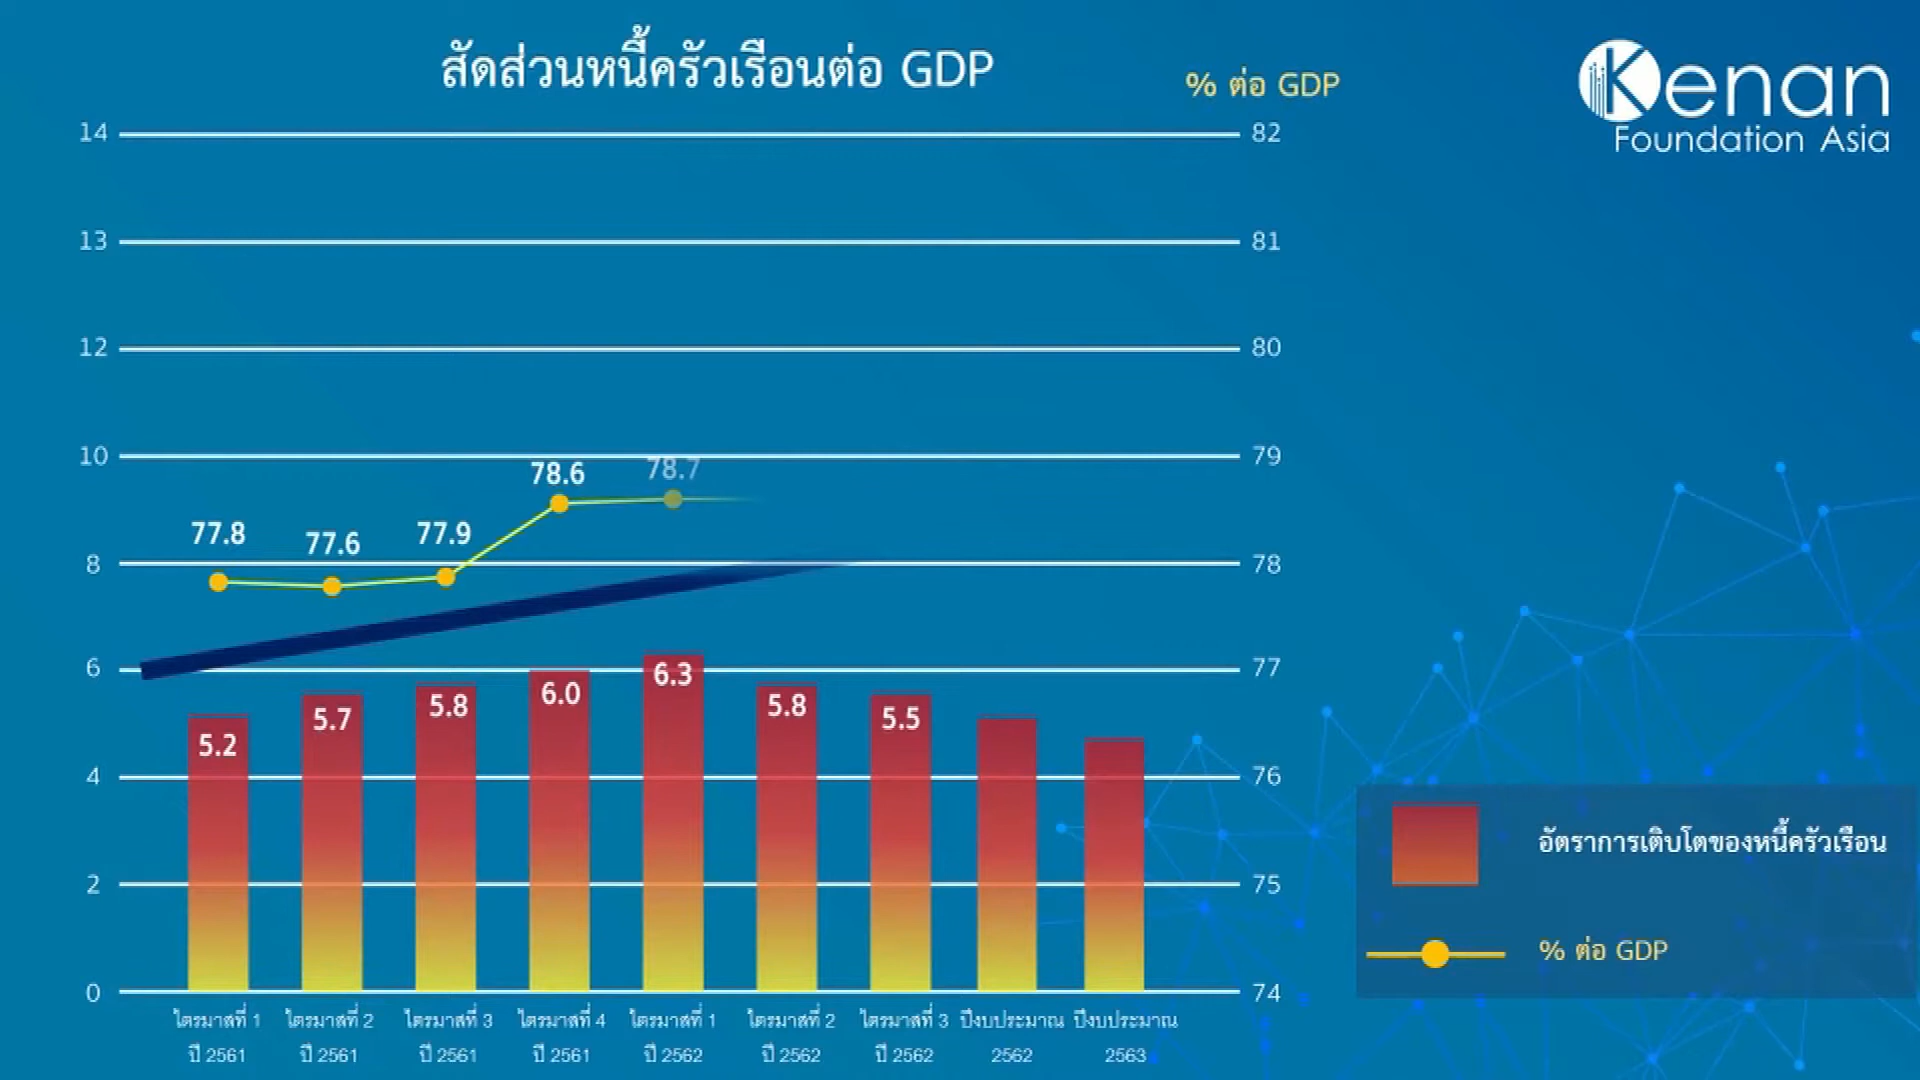 สัดส่วนหนี้ครัวเรือนต่อ GDP
% ต่อ GDP
Kenan
Foundation Asia
14
82
13
81
12
80
10
79
78.6
78.7
77.8
77.6
77.9
8
78
6
77
5.2
5.7
5.8
6.0
6.3
5.8
5.5
4
76
2
75
0
74
อัตราการเติบโตของหนี้ครัวเรือน
% ต่อ GDP
ไตรมาสที่ 1
ปี 2561
ไตรมาสที่ 2
ปี 2561
ไตรมาสที่ 3
ปี 2561
ไตรมาสที่ 4
ปี 2561
ไตรมาสที่ 1
ปี 2562
ไตรมาสที่ 2
ปี 2562
ไตรมาสที่ 3
ปี 2562
ปีงบประมาณ
2562
ปีงบประมาณ
2563